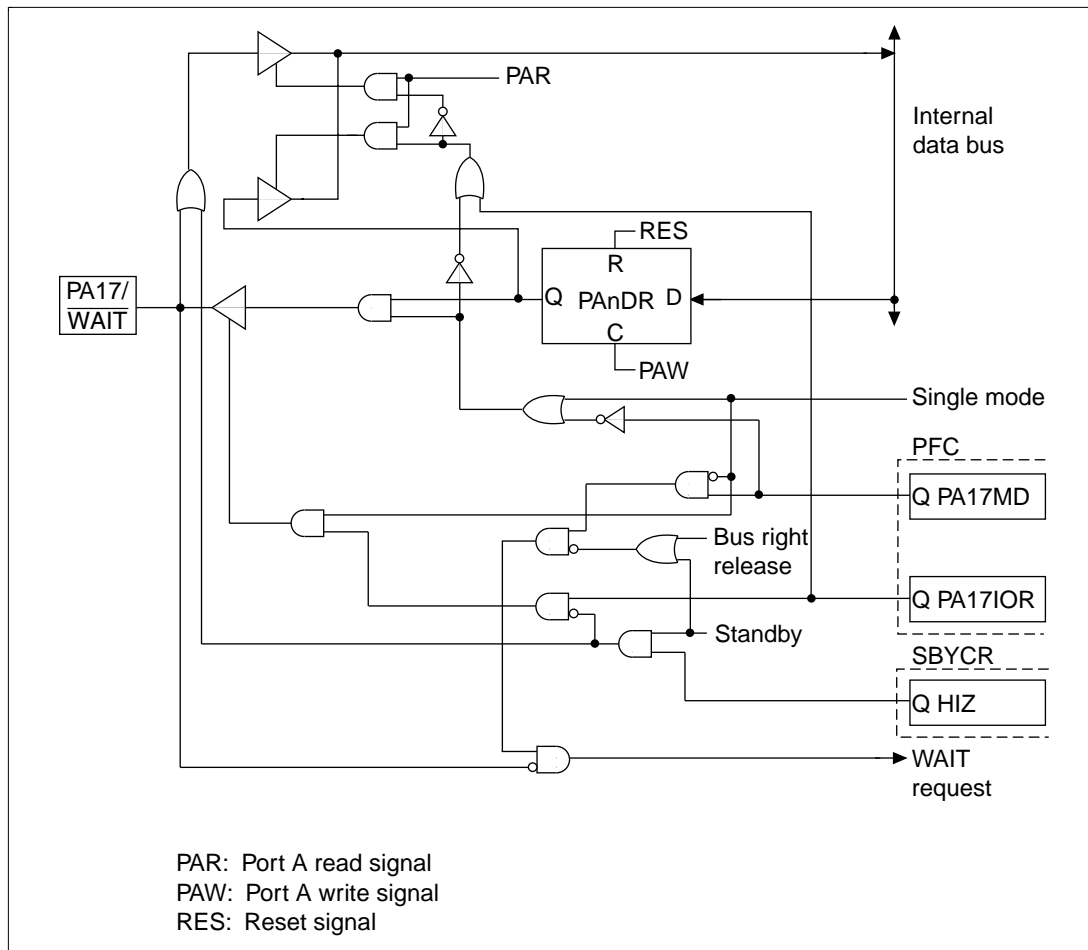 PAR
Internal
data bus
RES
R
PA17/
WAIT
Q
PAnDR
D
C
PAW
Single mode
PFC
Q PA17MD
Bus right
release
Q PA17IOR
Standby
SBYCR
Q HIZ
WAIT
request
PAR: Port A read signal
PAW: Port A write signal
RES: Reset signal